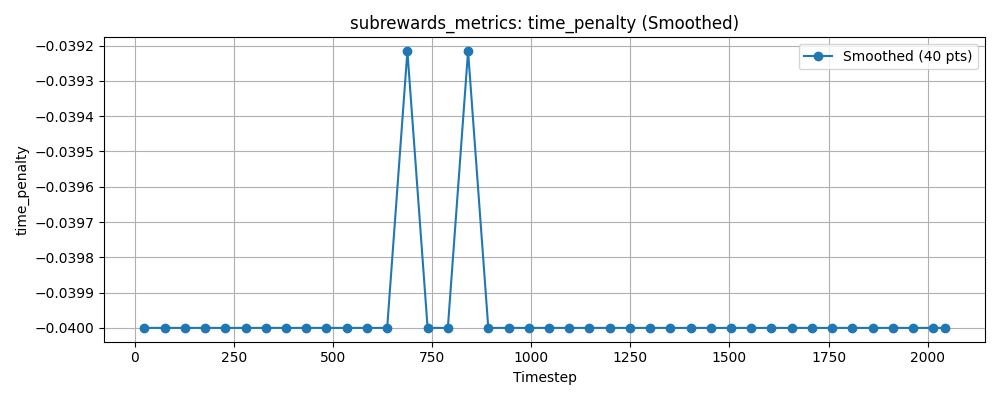 subrewards_metrics: time_penalty (Smoothed)
Smoothed (40 pts)
time_penalty
−0.0392
−0.0393
−0.0394
−0.0395
−0.0396
−0.0397
−0.0398
−0.0399
−0.0400
0 250 500 750 1000 1250 1500 1750 2000
Timestep